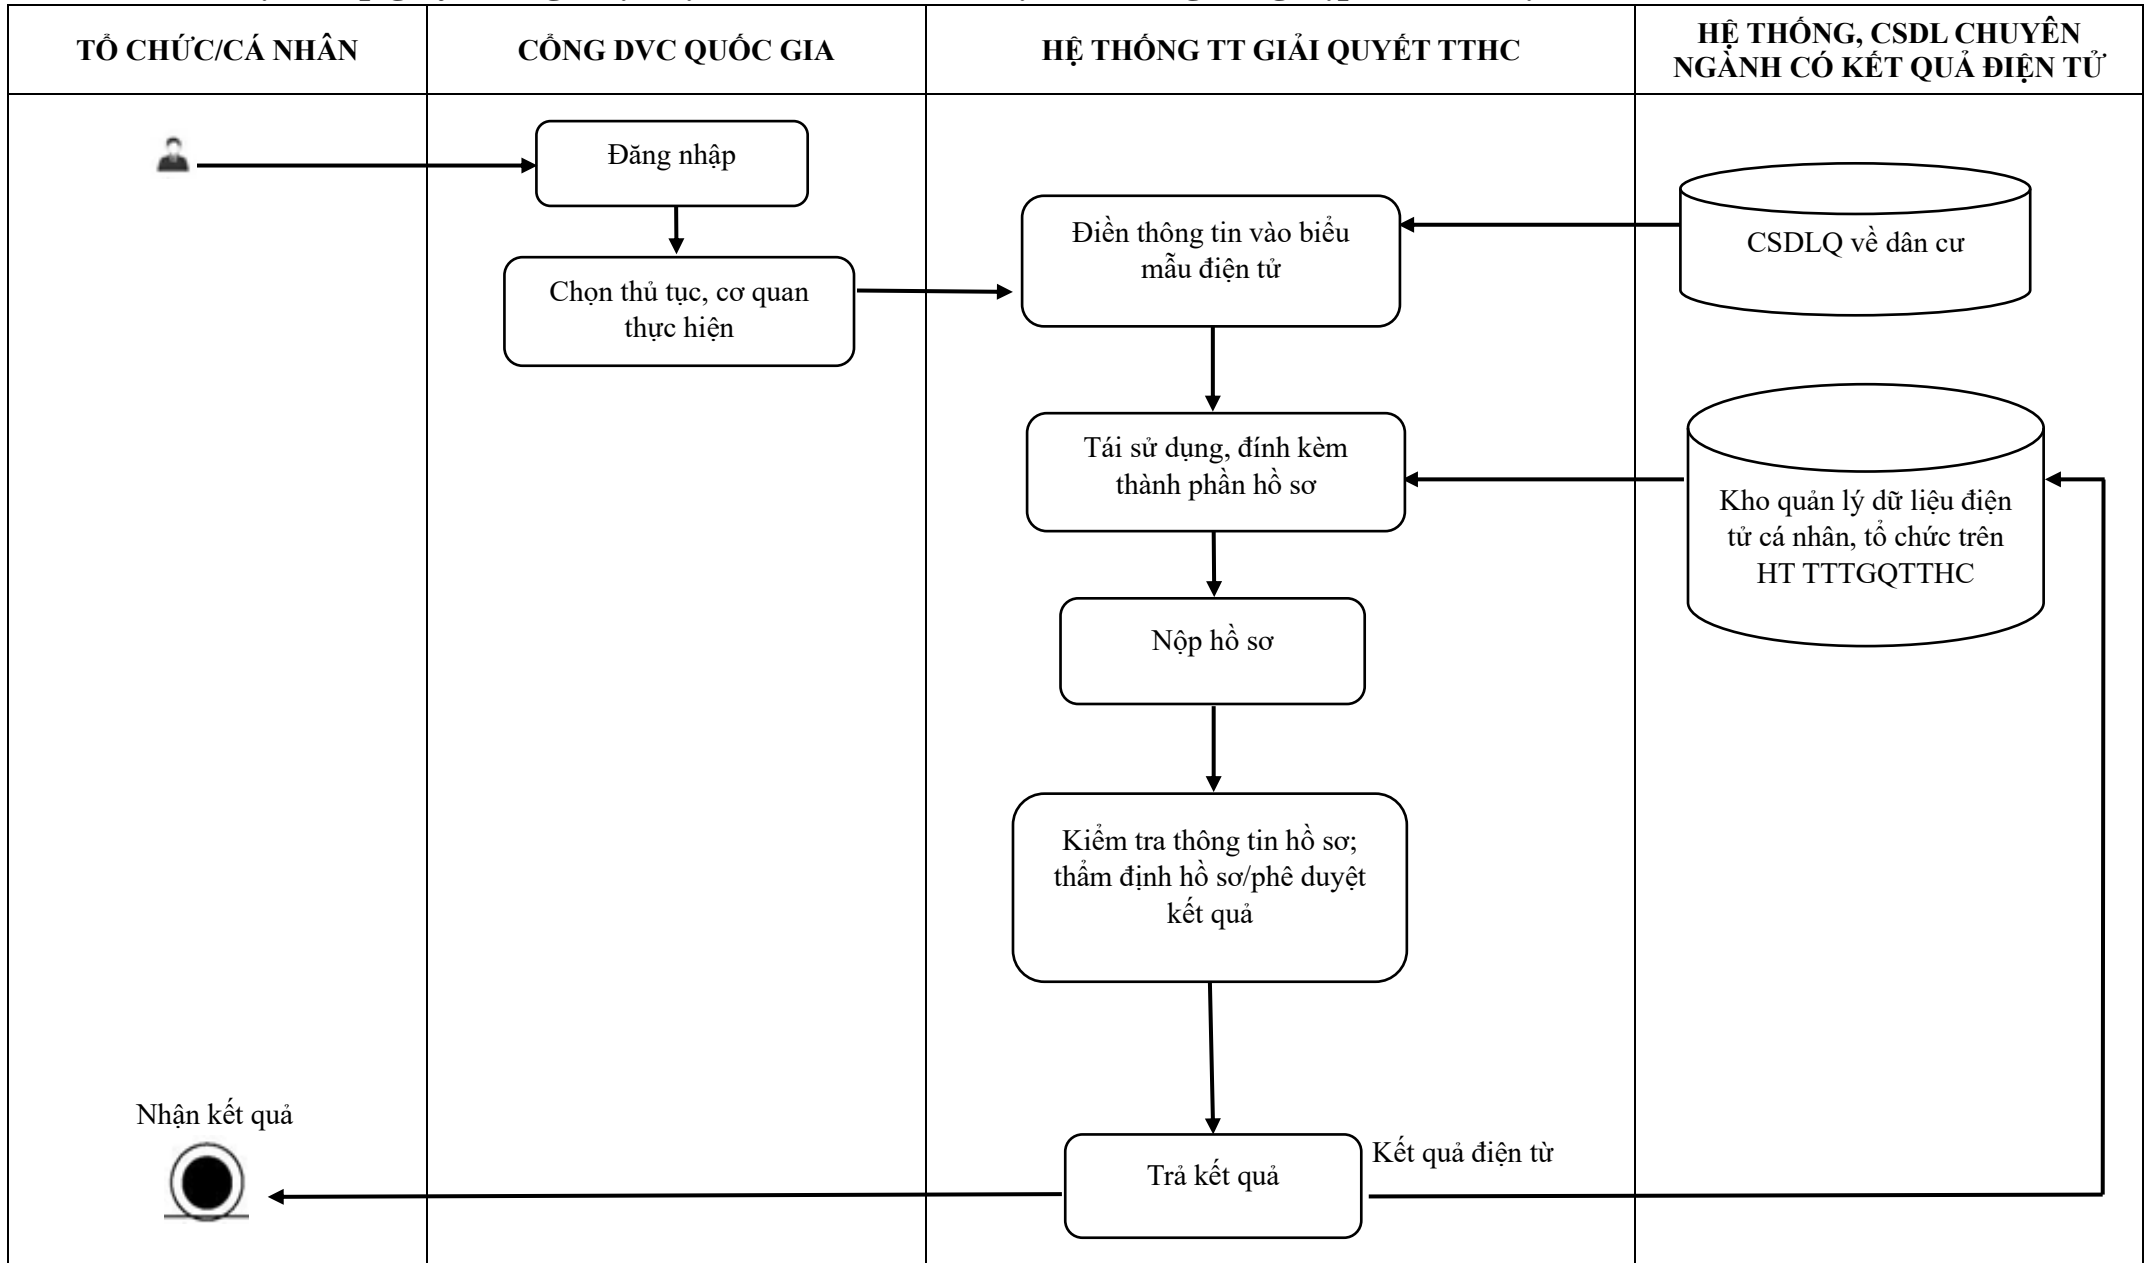 TỔ CHỨC/CÁ NHÂN
CỔNG DVC QUỐC GIA
HỆ THỐNG TT GIẢI QUYẾT TTHC
HỆ THỐNG, CSDL CHUYÊN
NGÀNH CÓ KẾT QUẢ ĐIỆN TỬ
Đăng nhập
Chọn thủ tục, cơ quan
thực hiện
Điền thông tin vào biểu
mẫu điện tử
CSDLQ về dân cư
Tái sử dụng, đính kèm
thành phần hồ sơ
Kho quản lý dữ liệu điện
tử cá nhân, tổ chức trên
HT TTTGQTTHC
Nộp hồ sơ
Kiểm tra thông tin hồ sơ;
thẩm định hồ sơ/phê duyệt
kết quả
Nhận kết quả
Trả kết quả
Kết quả điện từ